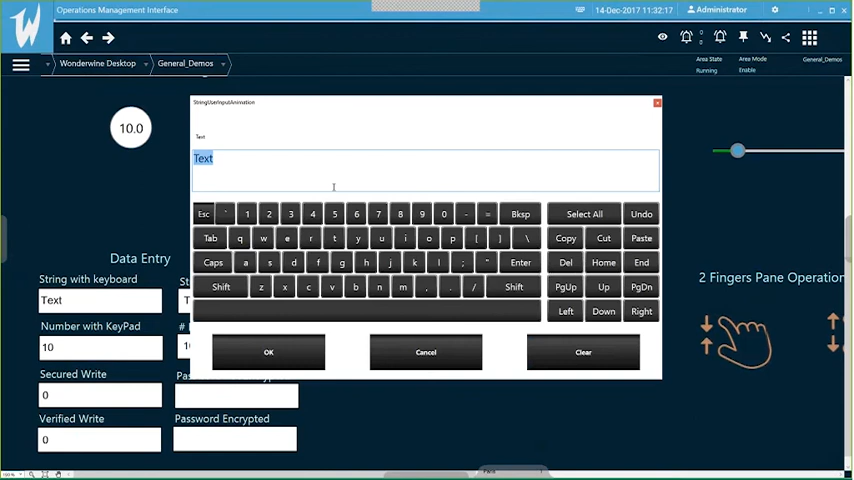 Operations Management Interface
14-Dec-2017 11:32:17
Administrator
0
0
Wonderwine Desktop
General_Demos
Area State
Running
Area Mode
Enable
General_Demos
10.0
StringUserInputAnimation
Text
Text
Esc ` 1 2 3 4 5 6 7 8 9 0 - = Bksp Select All Undo
Tab q w e r t y u i o p [ ] \ Copy Cut Paste
Caps a s d f g h j k l ; " Enter Del Home End
Shift z x c v b n m , . / Shift PgUp Up PgDn
Left Down Right
OK Cancel Clear
Data Entry
String with keyboard
Text
Number with KeyPad
10
Secured Write
0
Verified Write
0
Password Encrypted
2 Fingers Pane Operation